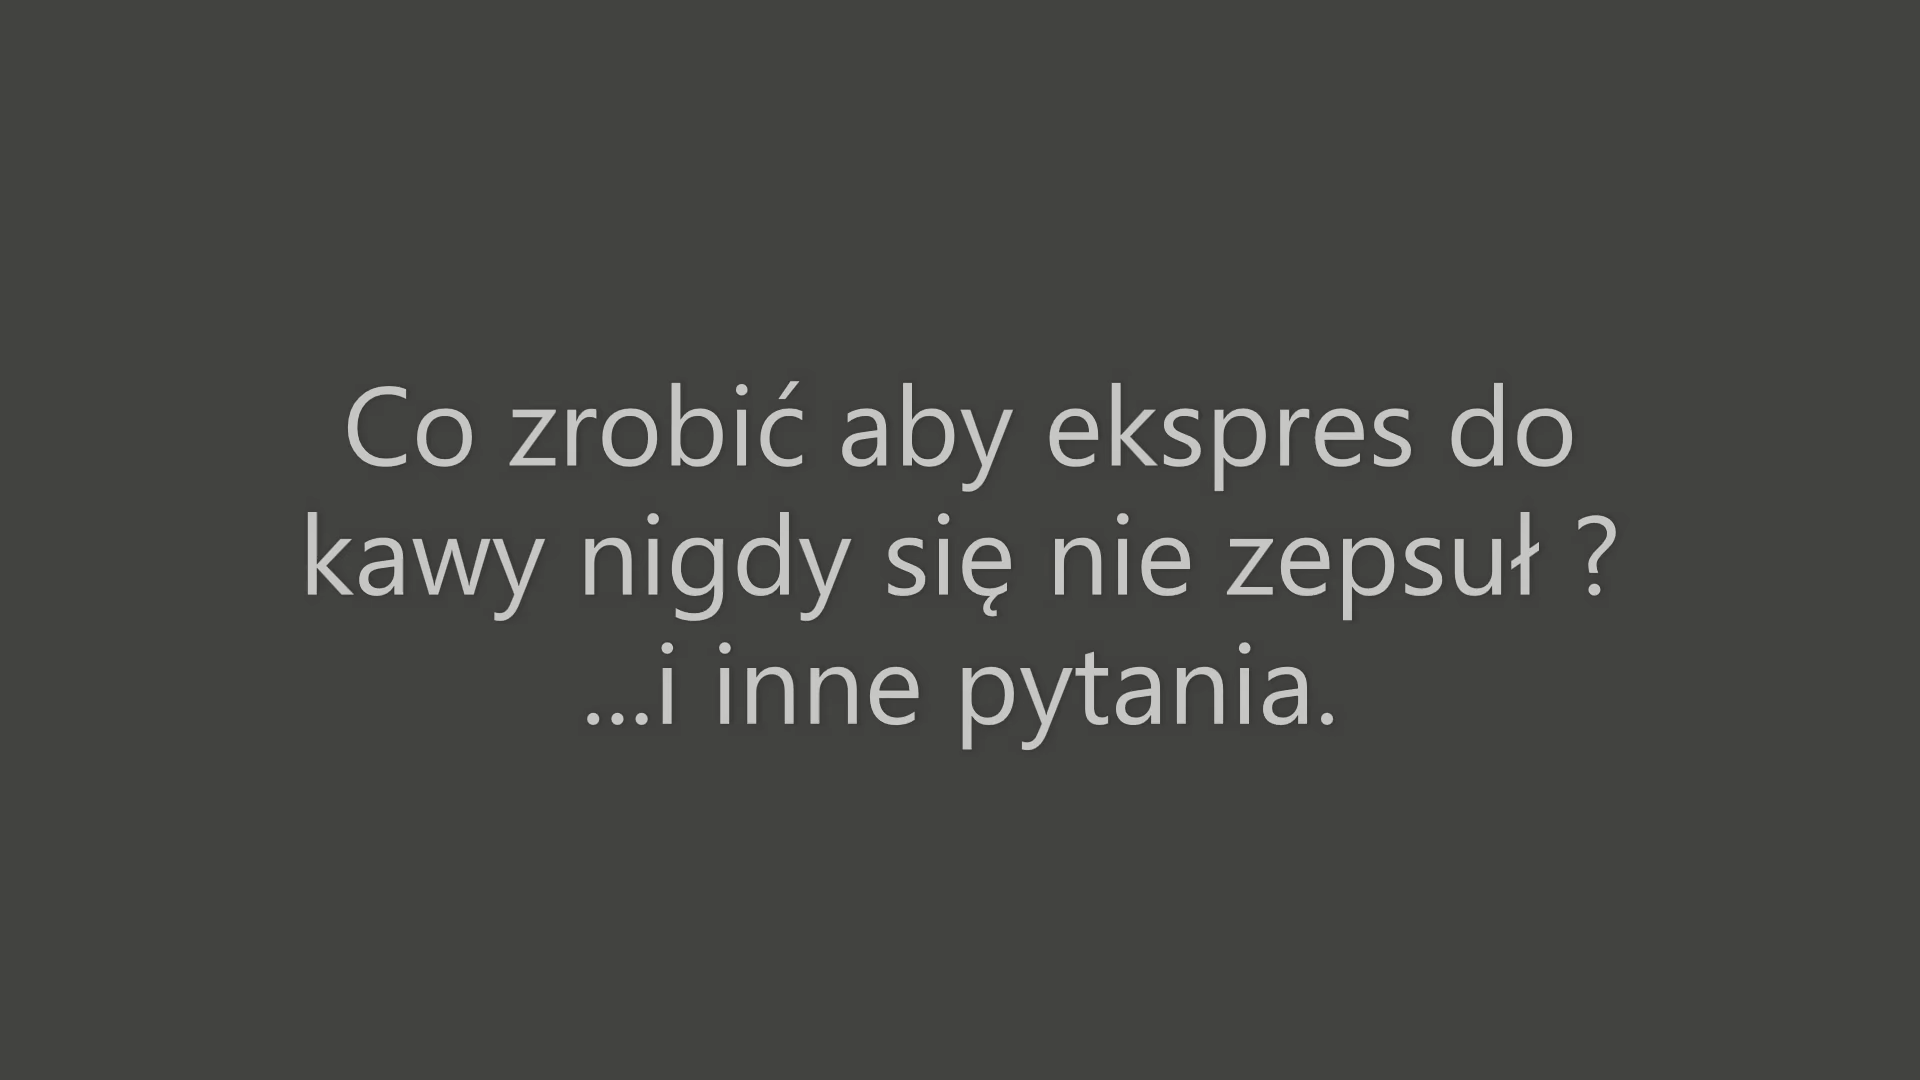 Co zrobić aby ekspres do
kawy nigdy się nie zepsuł ?
...i inne pytania.